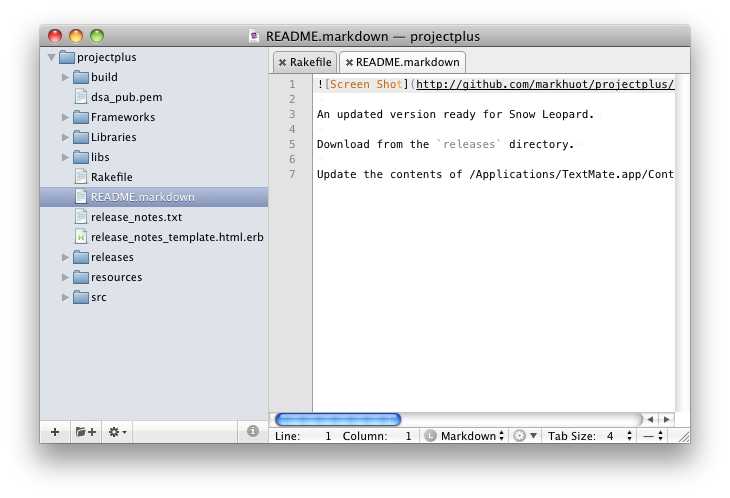 README.markdown — projectplus
projectplus
build
dsa_pub.pem
Frameworks
Libraries
libs
Rakefile
README.markdown
release_notes.txt
release_notes_template.html.erb
releases
resources
src
Rakefile
README.markdown
1 ![Screen Shot](http://github.com/markhuot/projectplus/
2
3 An updated version ready for Snow Leopard.
4
5 Download from the `releases` directory.
6
7 Update the contents of /Applications/TextMate.app/Cont
Line: 1 Column: 1 L Markdown Tab Size: 4 —